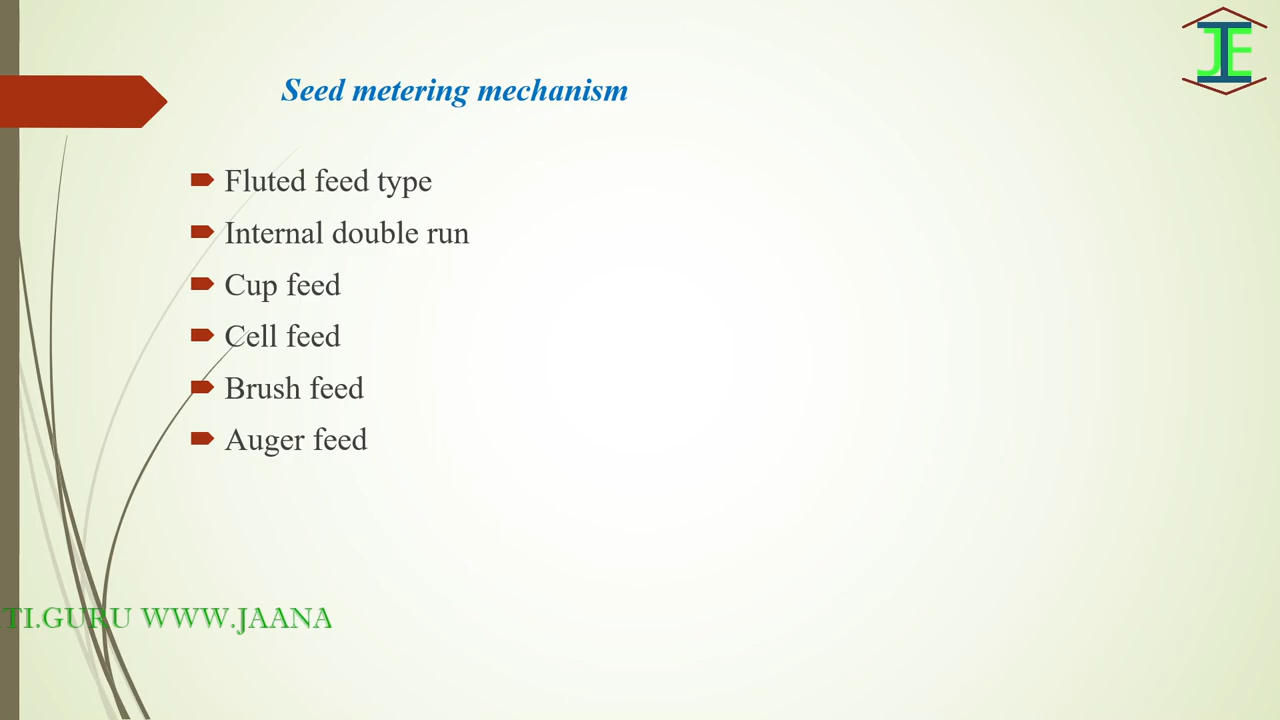 JE
Seed metering mechanism
Fluted feed type
Internal double run
Cup feed
Cell feed
Brush feed
Auger feed
TI.GURU WWW.JAANA